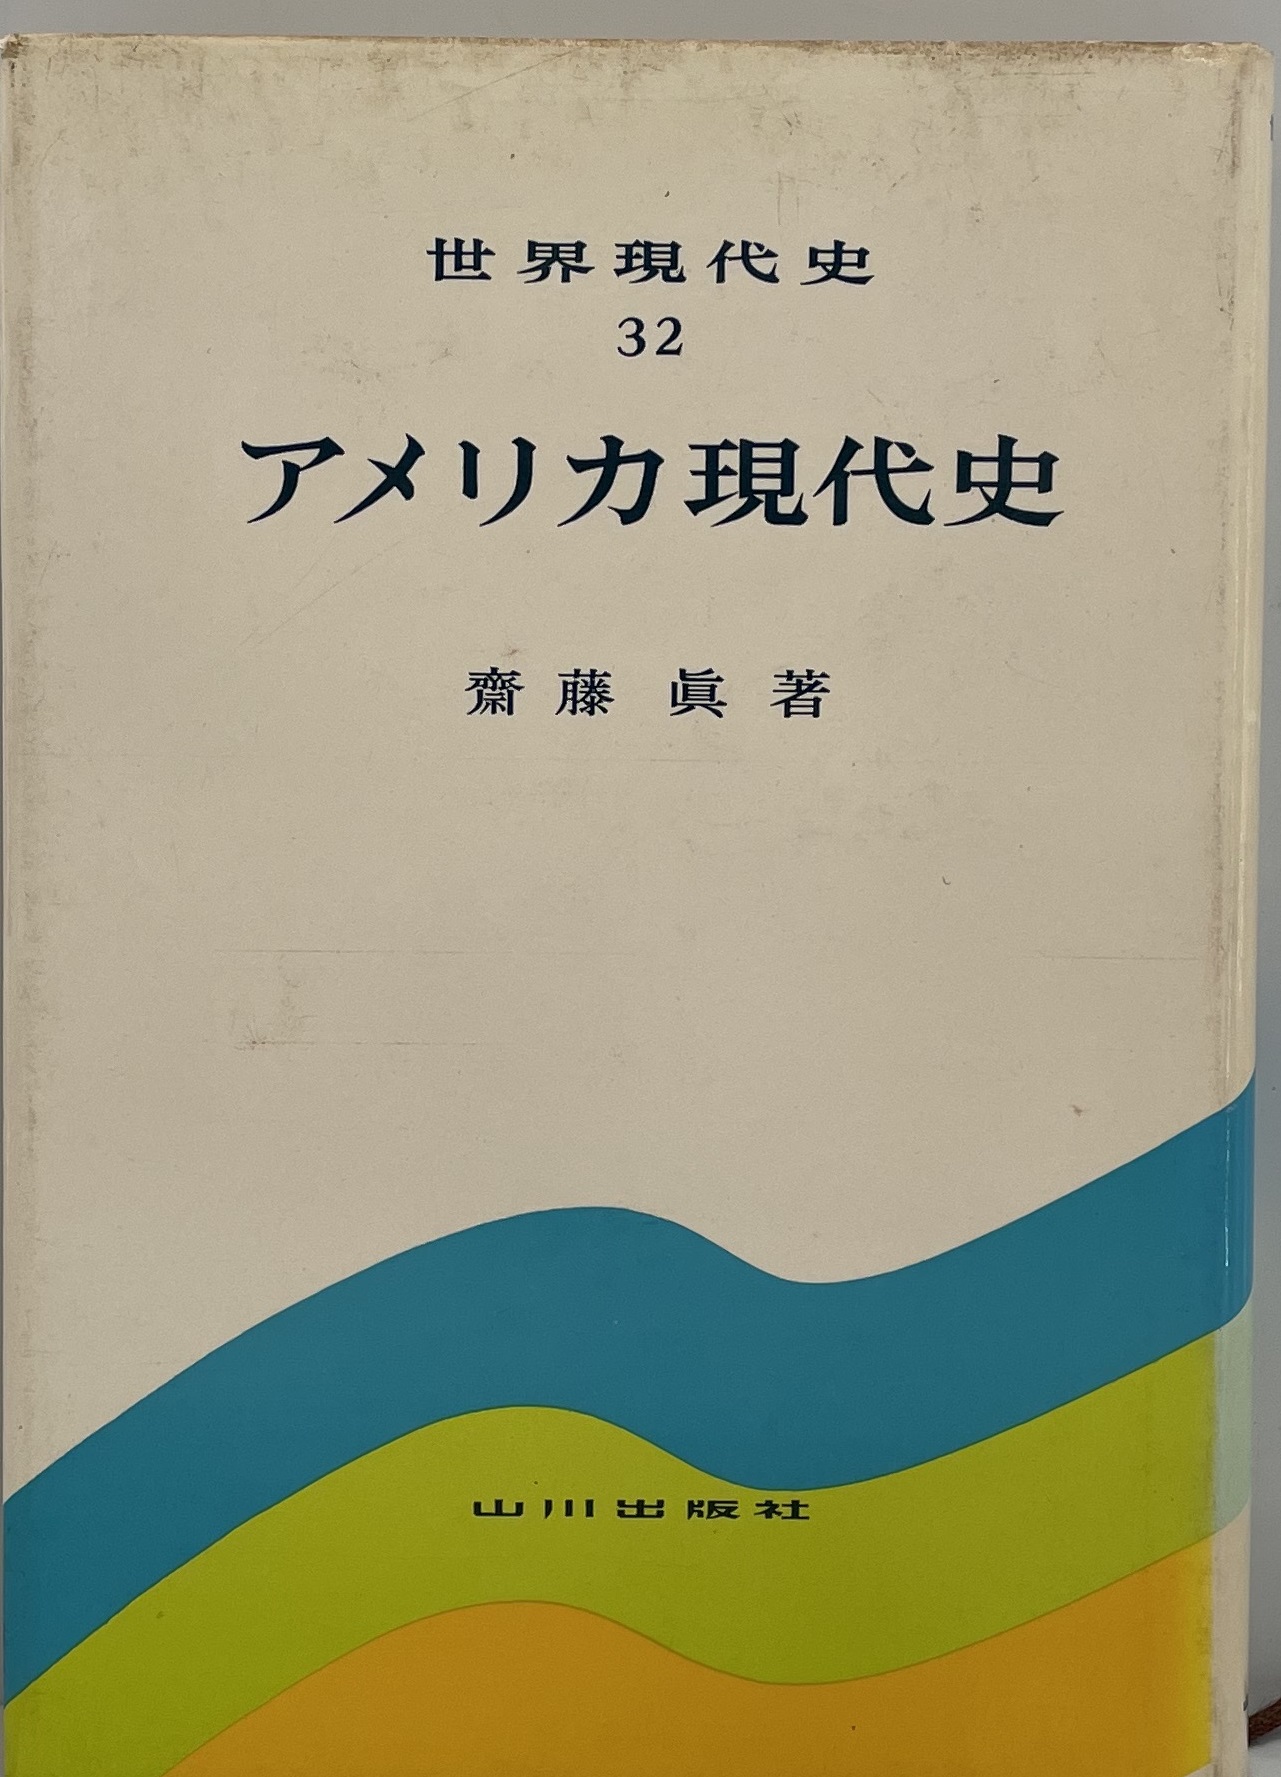 世界現代史
32
アメリカ現代史
齋藤 眞 著
山川出版社